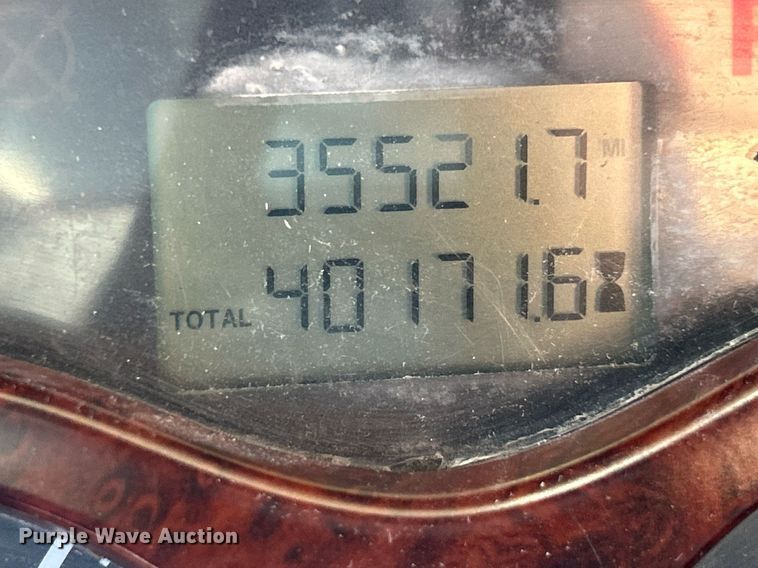 35521.7 MI
TOTAL 40171.6
Purple Wave Auction